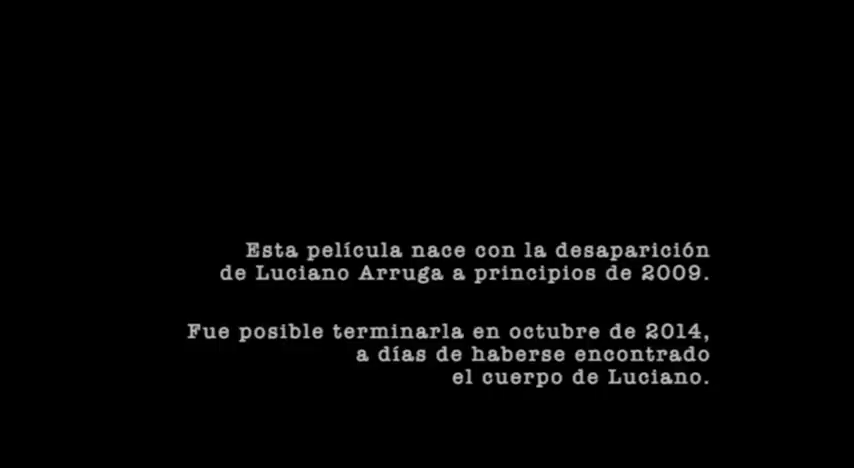 Esta película nace con la desaparición
de Luciano Arruga a principios de 2009.
Fue posible terminarla en octubre de 2014,
a días de haberse encontrado
el cuerpo de Luciano.